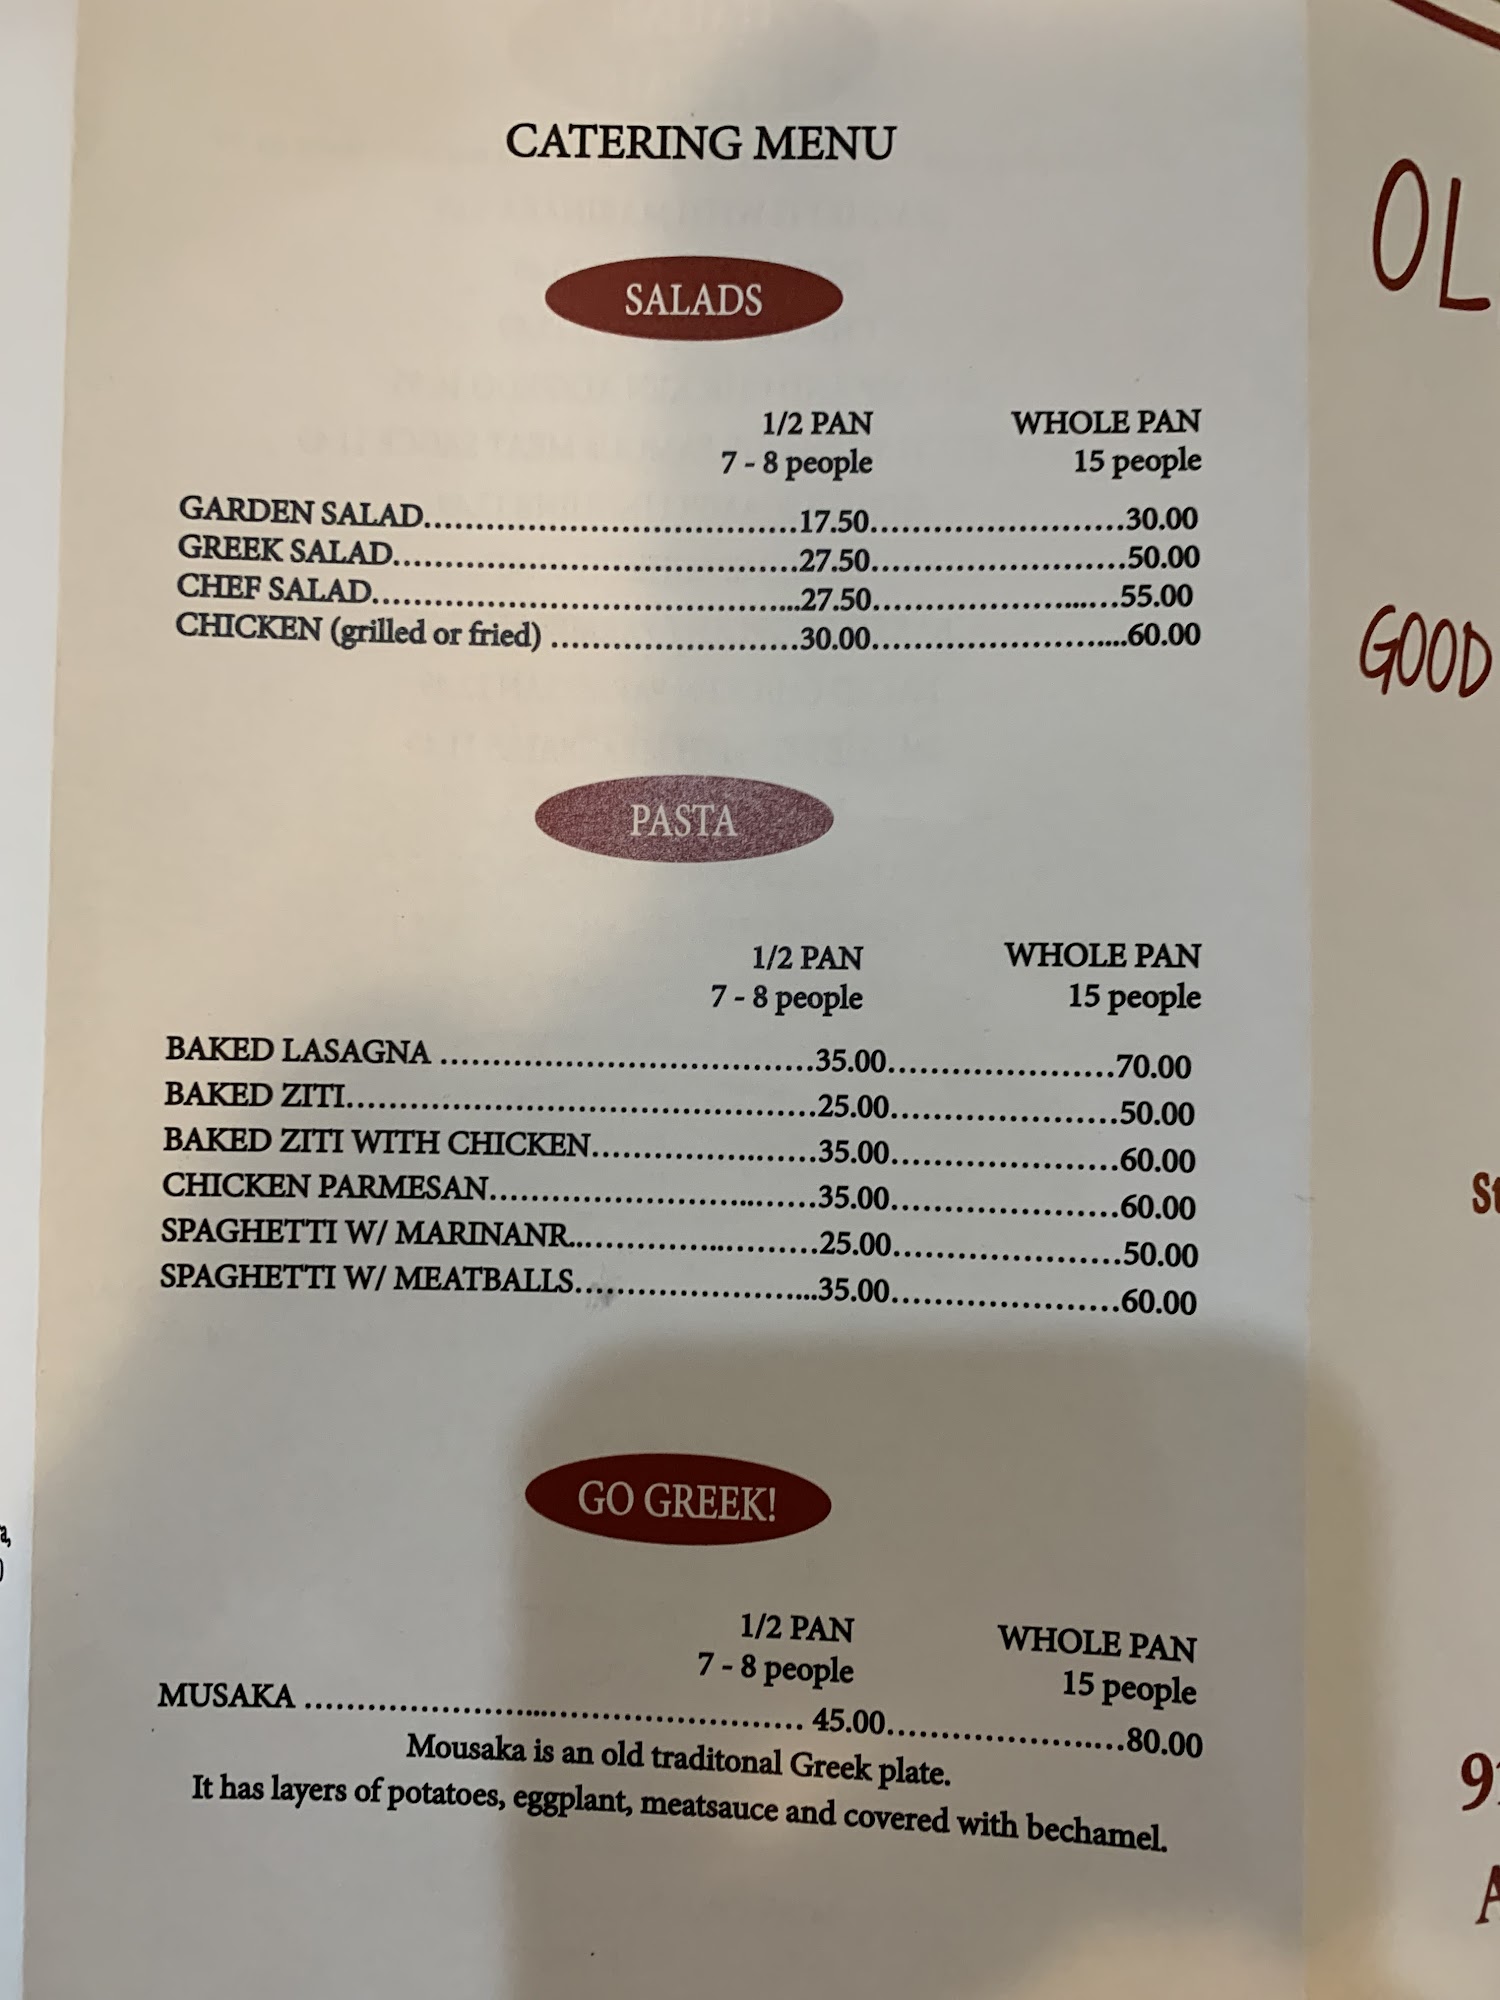 CATERING MENU
SALADS
1/2 PAN WHOLE PAN
7 - 8 people 15 people
GARDEN SALAD....................................17.50.........................30.00
GREEK SALAD.......................................27.50.........................50.00
CHEF SALAD.........................................27.50.........................55.00
CHICKEN (grilled or fried) ........................30.00.........................60.00
PASTA
1/2 PAN WHOLE PAN
7 - 8 people 15 people
BAKED LASAGNA ....................................35.00......................70.00
BAKED ZITI.............................................25.00......................50.00
BAKED ZITI WITH CHICKEN......................35.00......................60.00
CHICKEN PARMESAN................................35.00......................60.00
SPAGHETTI W/ MARINANR........................25.00......................50.00
SPAGHETTI W/ MEATBALLS.......................35.00......................60.00
GO GREEK!
1/2 PAN WHOLE PAN
7 - 8 people 15 people
MUSAKA ................................................ 45.00.......................80.00
Mousaka is an old traditonal Greek plate.
It has layers of potatoes, eggplant, meatsauce and covered with bechamel.
a,
)
OL
GOOD
St
9
A